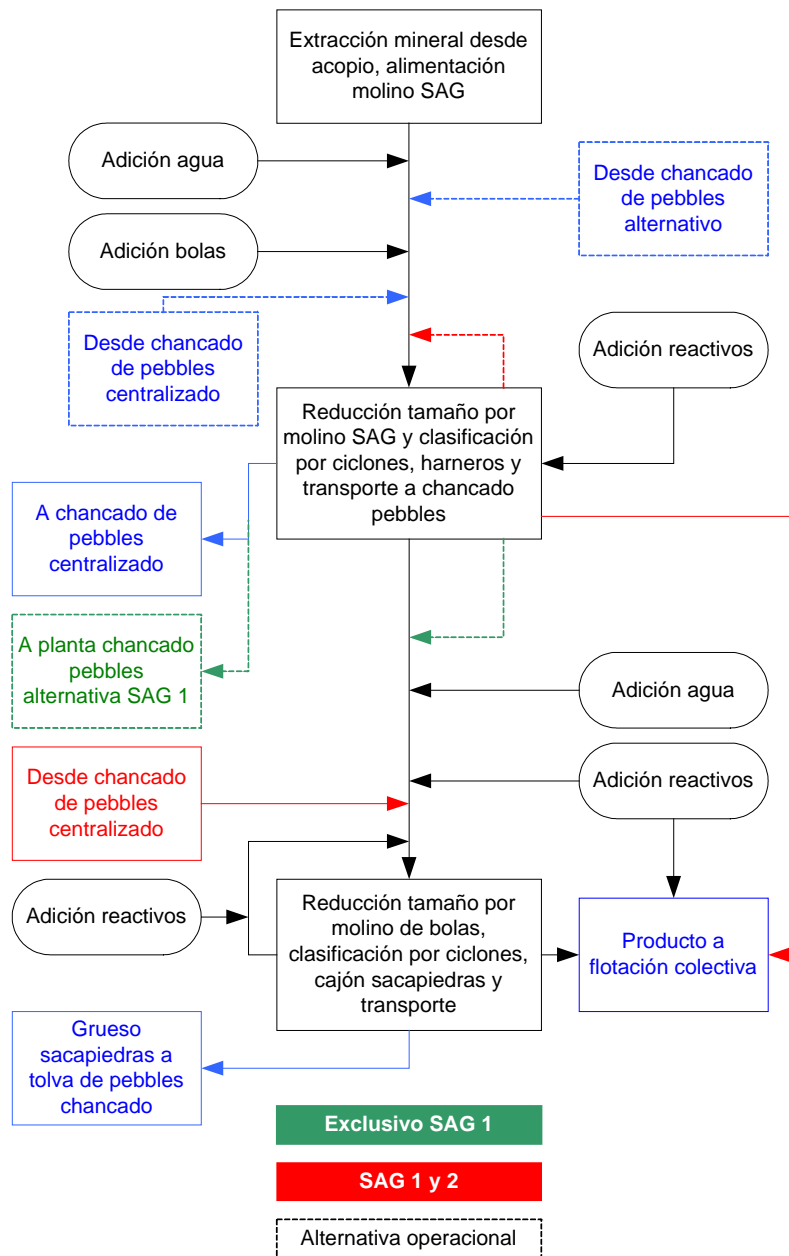 Extracción mineral desde
acopio, alimentación
molino SAG
Adición agua
Desde chancado
de pebbles
alternativo
Adición bolas
Desde chancado
de pebbles
centralizado
Adición reactivos
Reducción tamaño por
molino SAG y clasificación
por ciclones, harneros y
transporte a chancado
pebbles
A chancado de
pebbles
centralizado
A planta chancado
pebbles
alternativa SAG 1
Adición agua
Desde chancado
de pebbles
centralizado
Adición reactivos
Adición reactivos
Reducción tamaño por
molino de bolas,
clasificación por ciclones,
cajón sacapiedras y
transporte
Producto a
flotación colectiva
Grueso
sacapiedras a
tolva de pebbles
chancado
Exclusivo SAG 1
SAG 1 y 2
Alternativa operacional